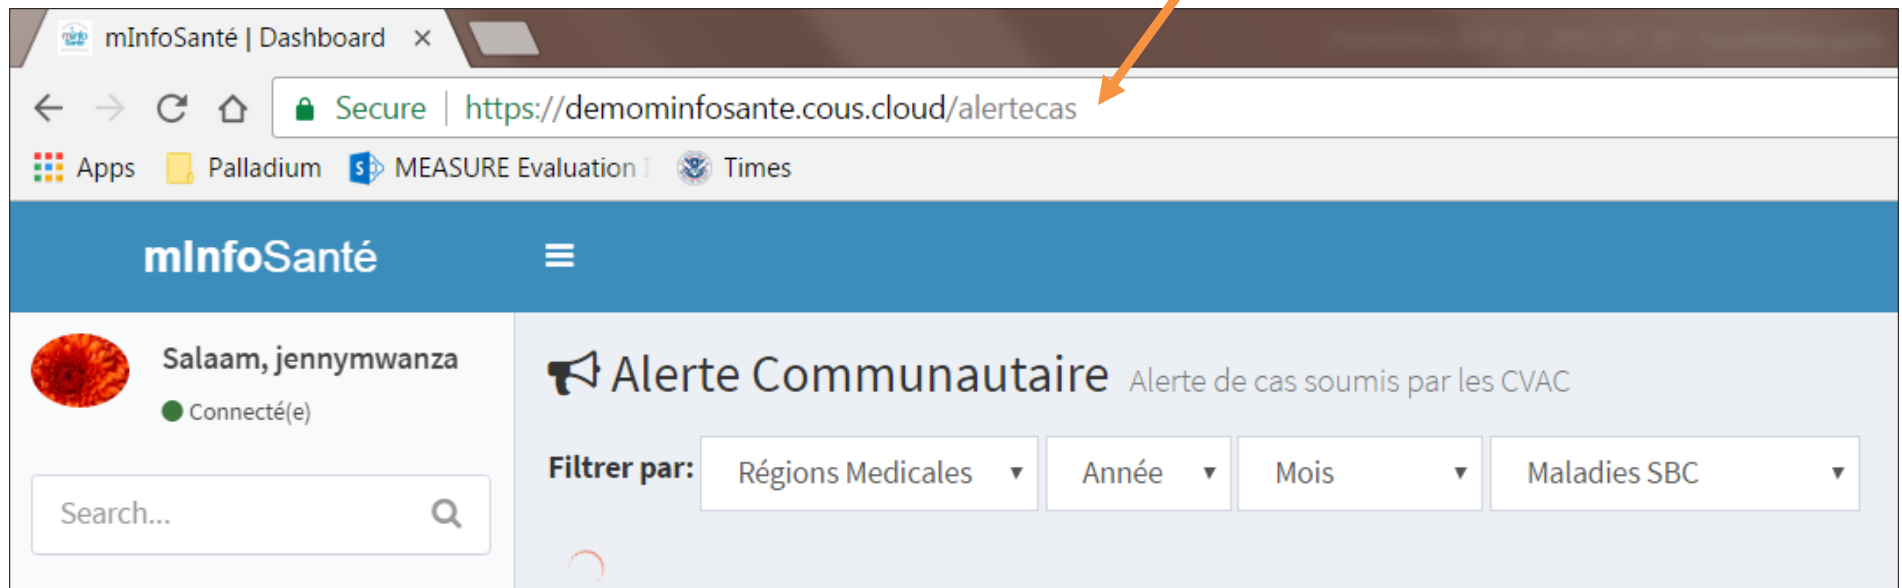 mInfoSanté | Dashboard ×
Secure | https://demominfosante.cous.cloud/alertecas
Apps Palladium MEASURE Evaluation Times
mInfoSanté
Salaam, jennymwanza
Connecté(e)
Search...
Alerte Communautaire Alerte de cas soumis par les CVAC
Filtrer par: Régions Medicales Année Mois Maladies SBC